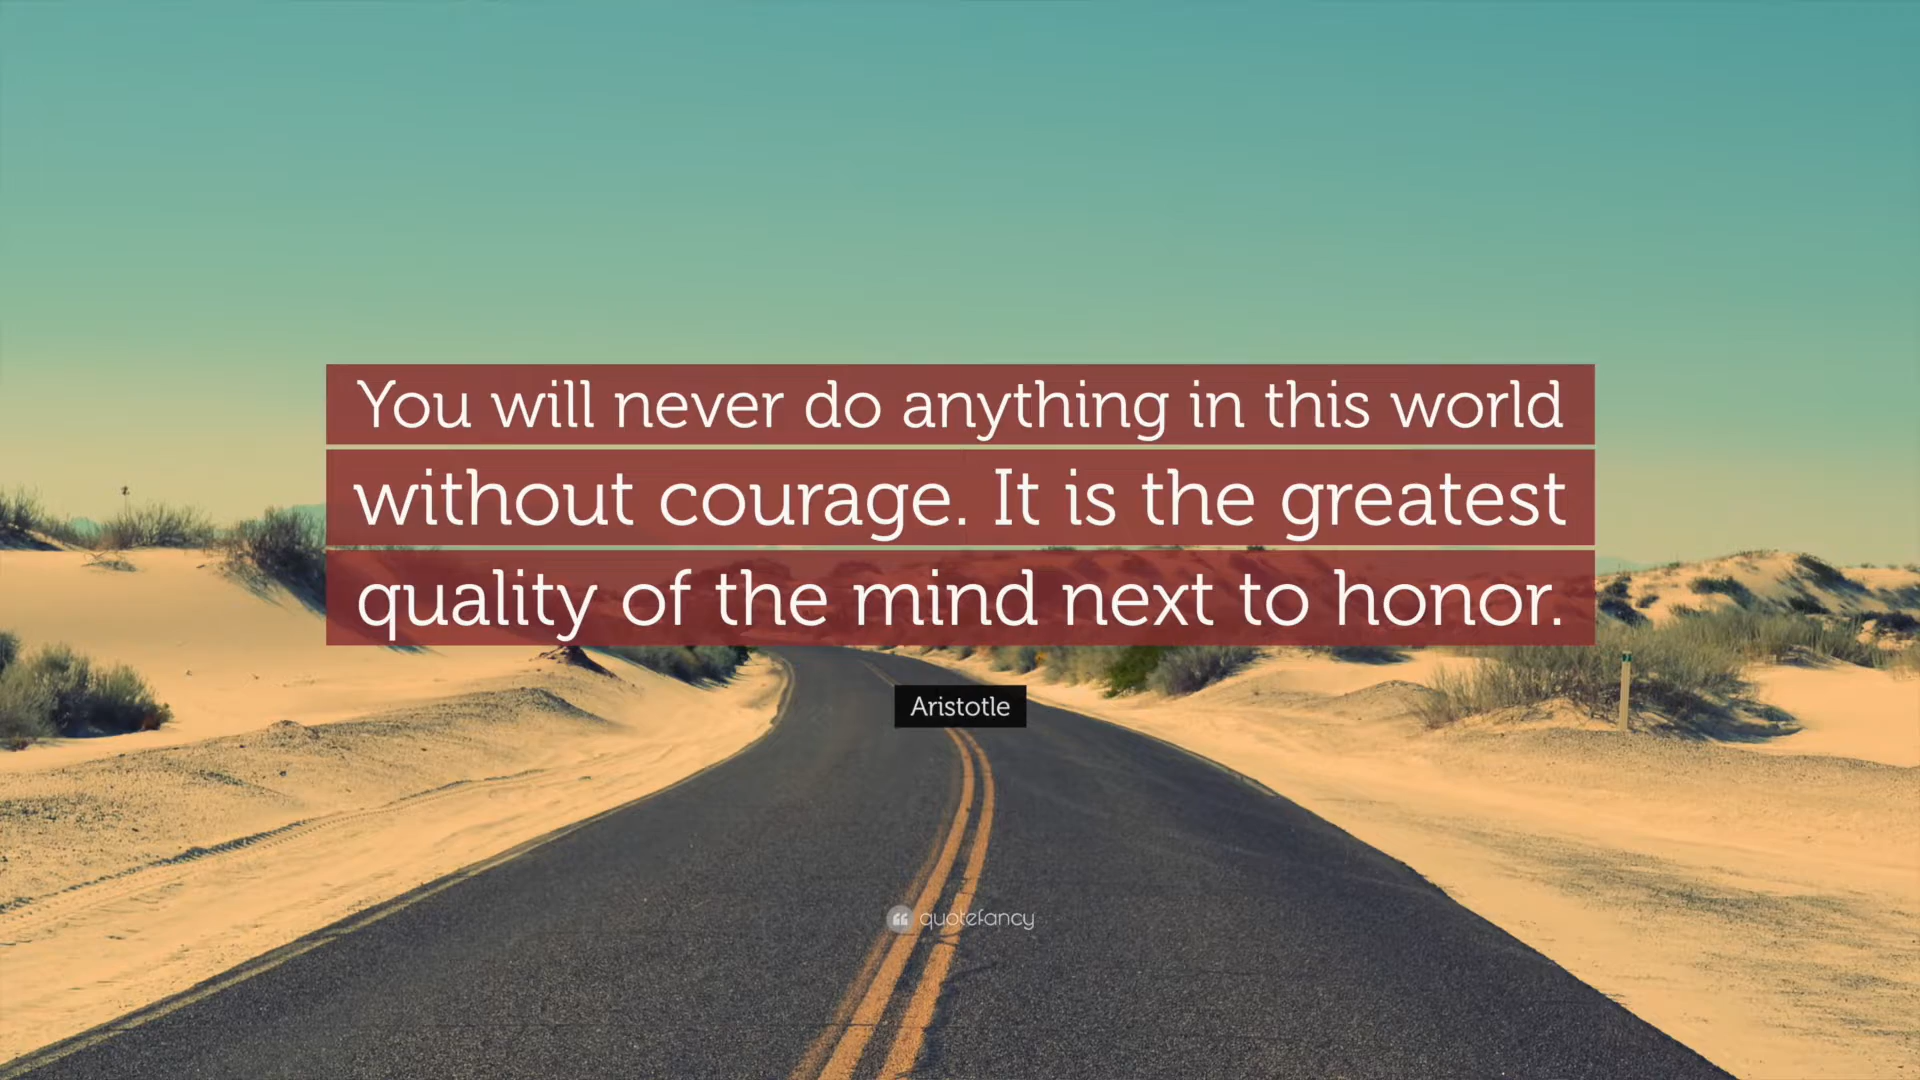 You will never do anything in this world
without courage. It is the greatest
quality of the mind next to honor.
Aristotle
quotefancy